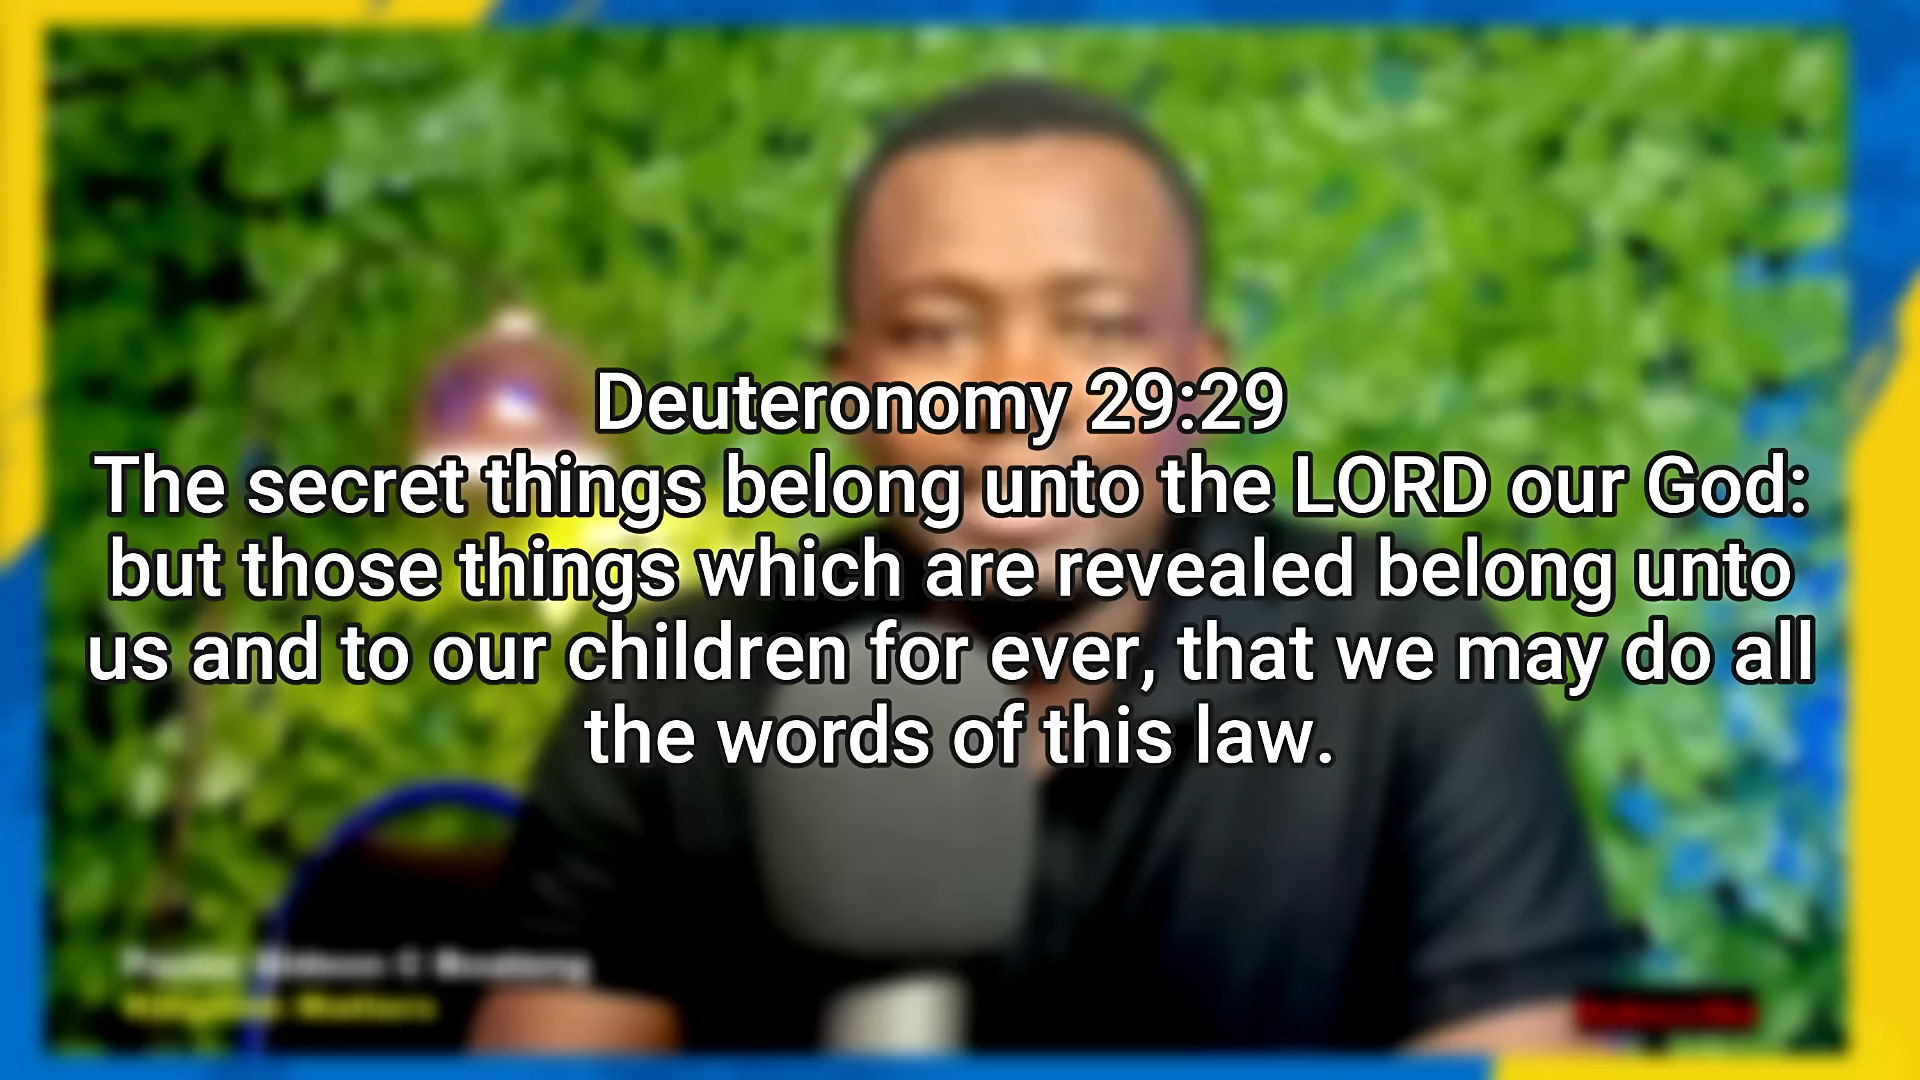 Deuteronomy 29:29
The secret things belong unto the LORD our God:
but those things which are revealed belong unto
us and to our children for ever, that we may do all
the words of this law.